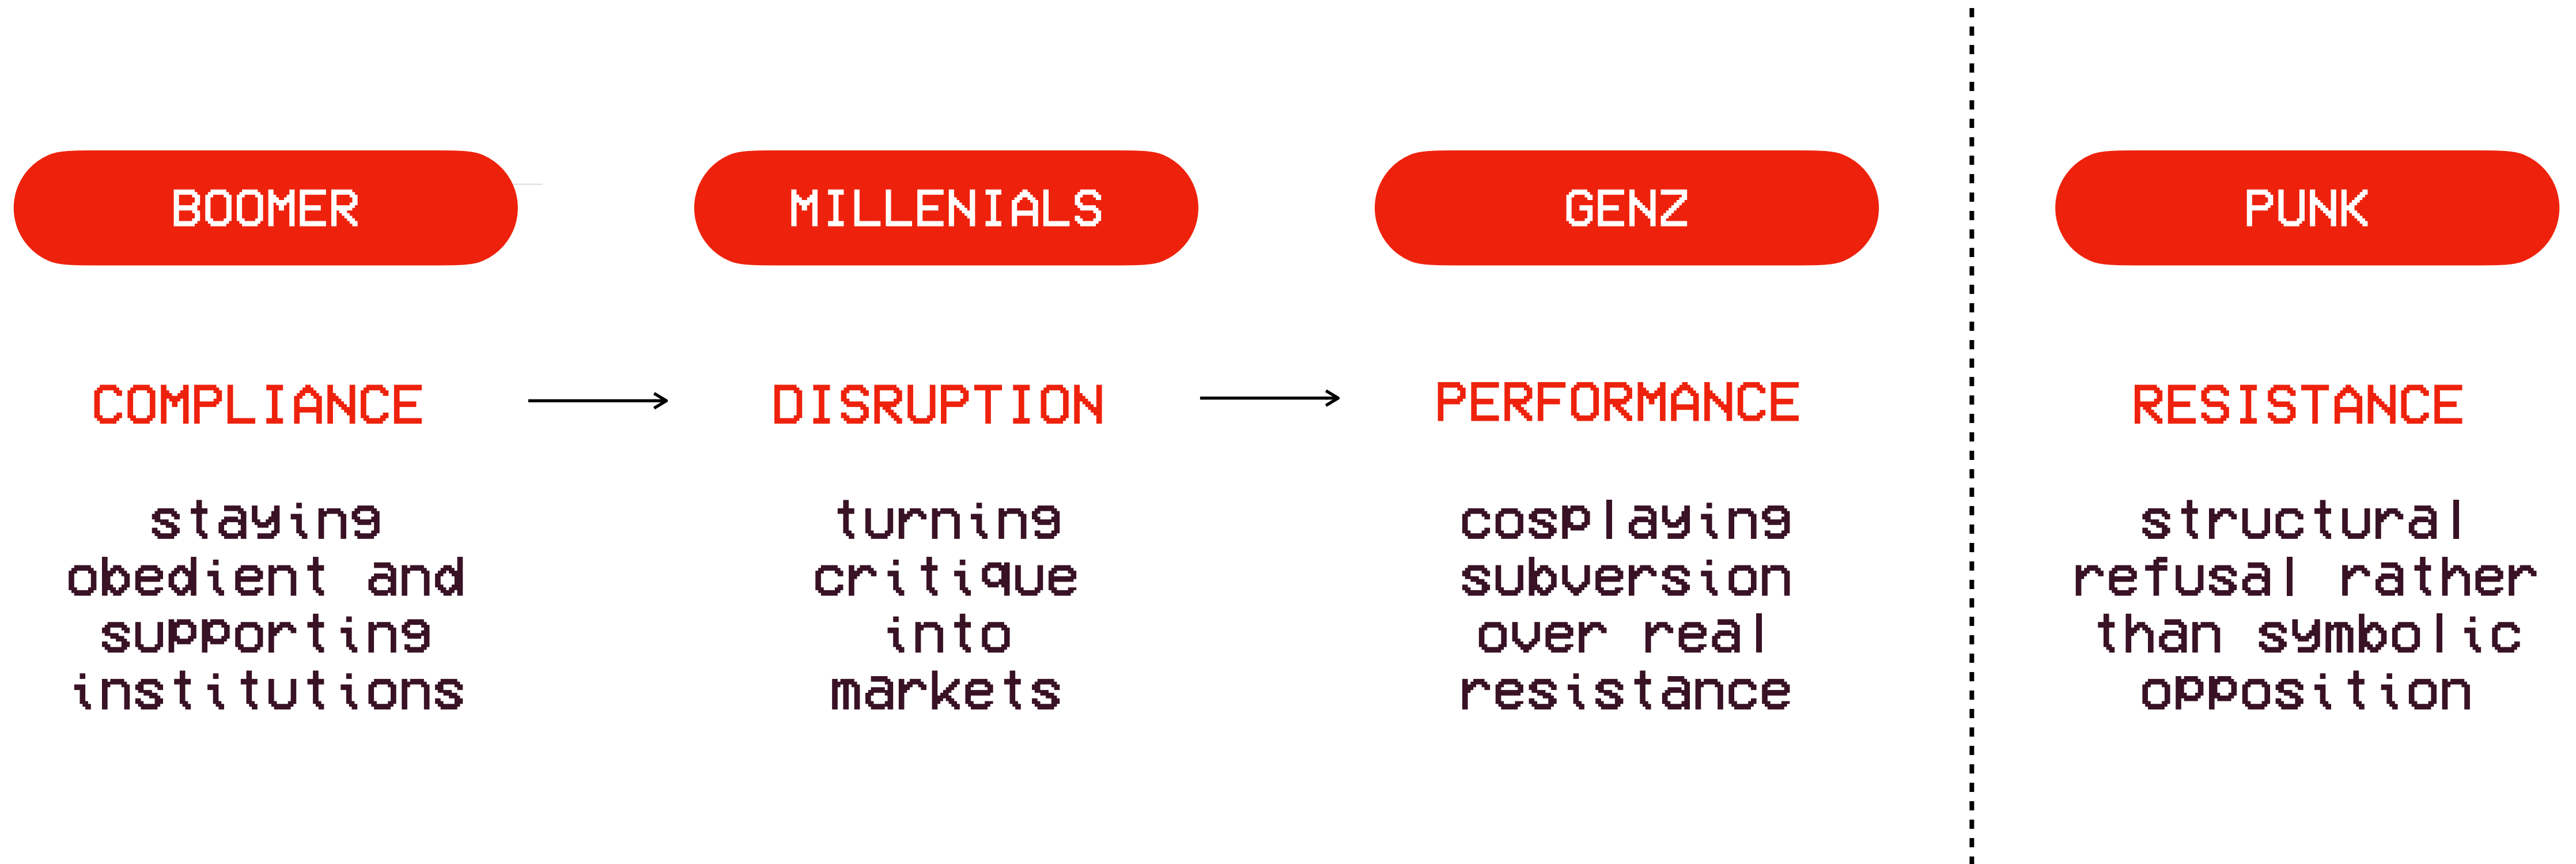 BOOMER
COMPLIANCE
staying
obedient and
supporting
institutions
MILLENIALS
DISRUPTION
turning
critique
into
markets
GENZ
PERFORMANCE
cosplaying
subversion
over real
resistance
PUNK
RESISTANCE
structural
refusal rather
than symbolic
opposition